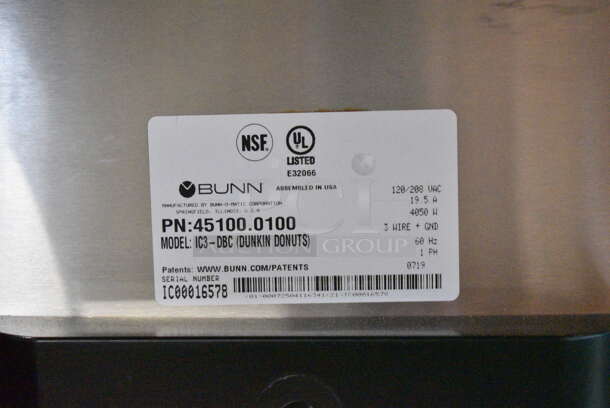 NSF
UL
LISTED
E32066
BUNN
ASSEMBLED IN USA
120/208 VAC
MANUFACTURED BY BUNN-O-MATIC CORPORATION
19.5 A
SPRINGFIELD, ILLINOIS, U.S.A
4050 W
PN:45100.0100
3 WIRE + GND
MODEL: IC3-DBC (DUNKIN DONUTS)
60 Hz
GROUP
1 PH
Patents: WWW.BUNN.COM/PATENTS
0719
SERIAL NUMBER
IC00016578